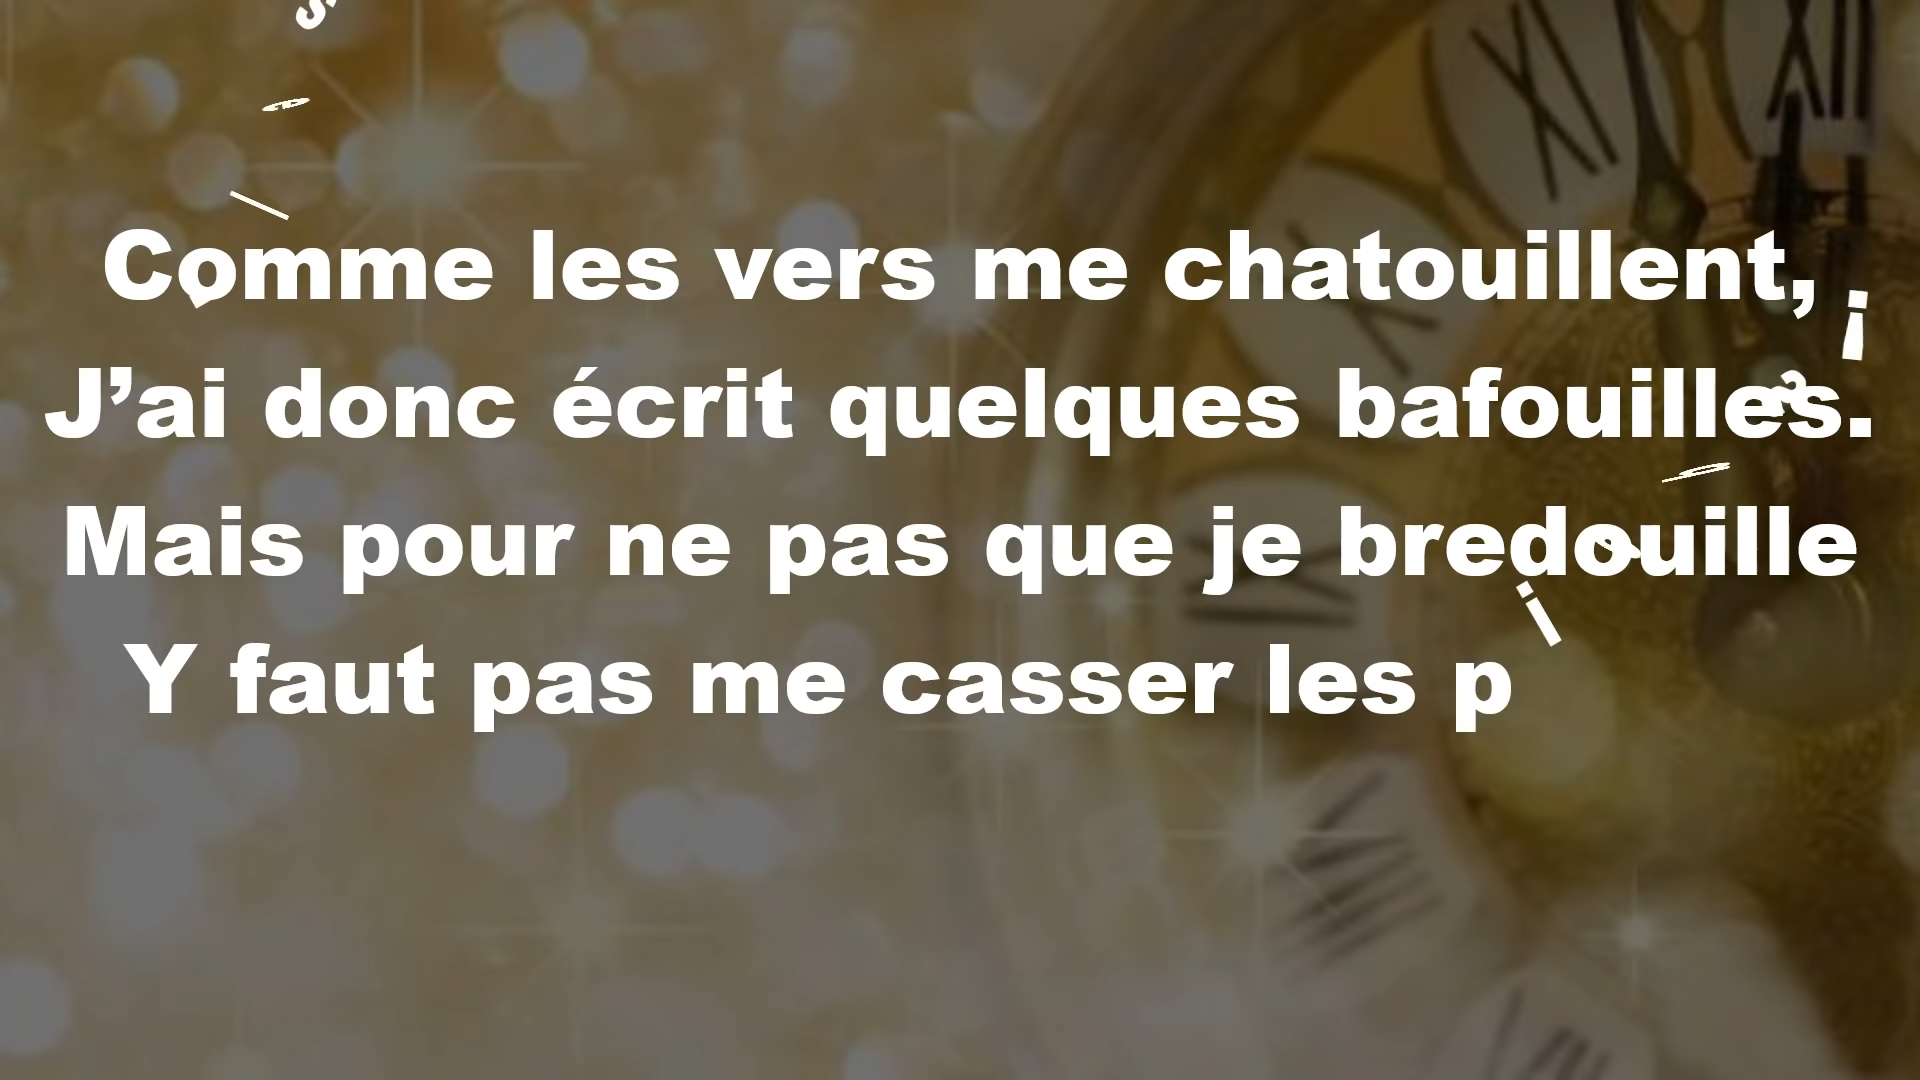 Comme les vers me chatouillent,
J’ai donc écrit quelques bafouilles.
Mais pour ne pas que je bredouille
Y faut pas me casser les p